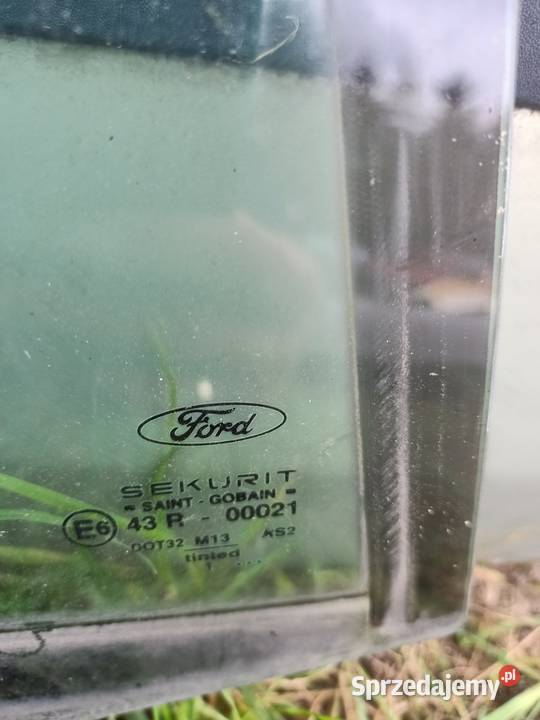 Ford
SEKURIT
SAINT - GOBAIN
E6 43 R - 00021
DOT32 M13 AS2
tinted
Sprzedajemy.pl